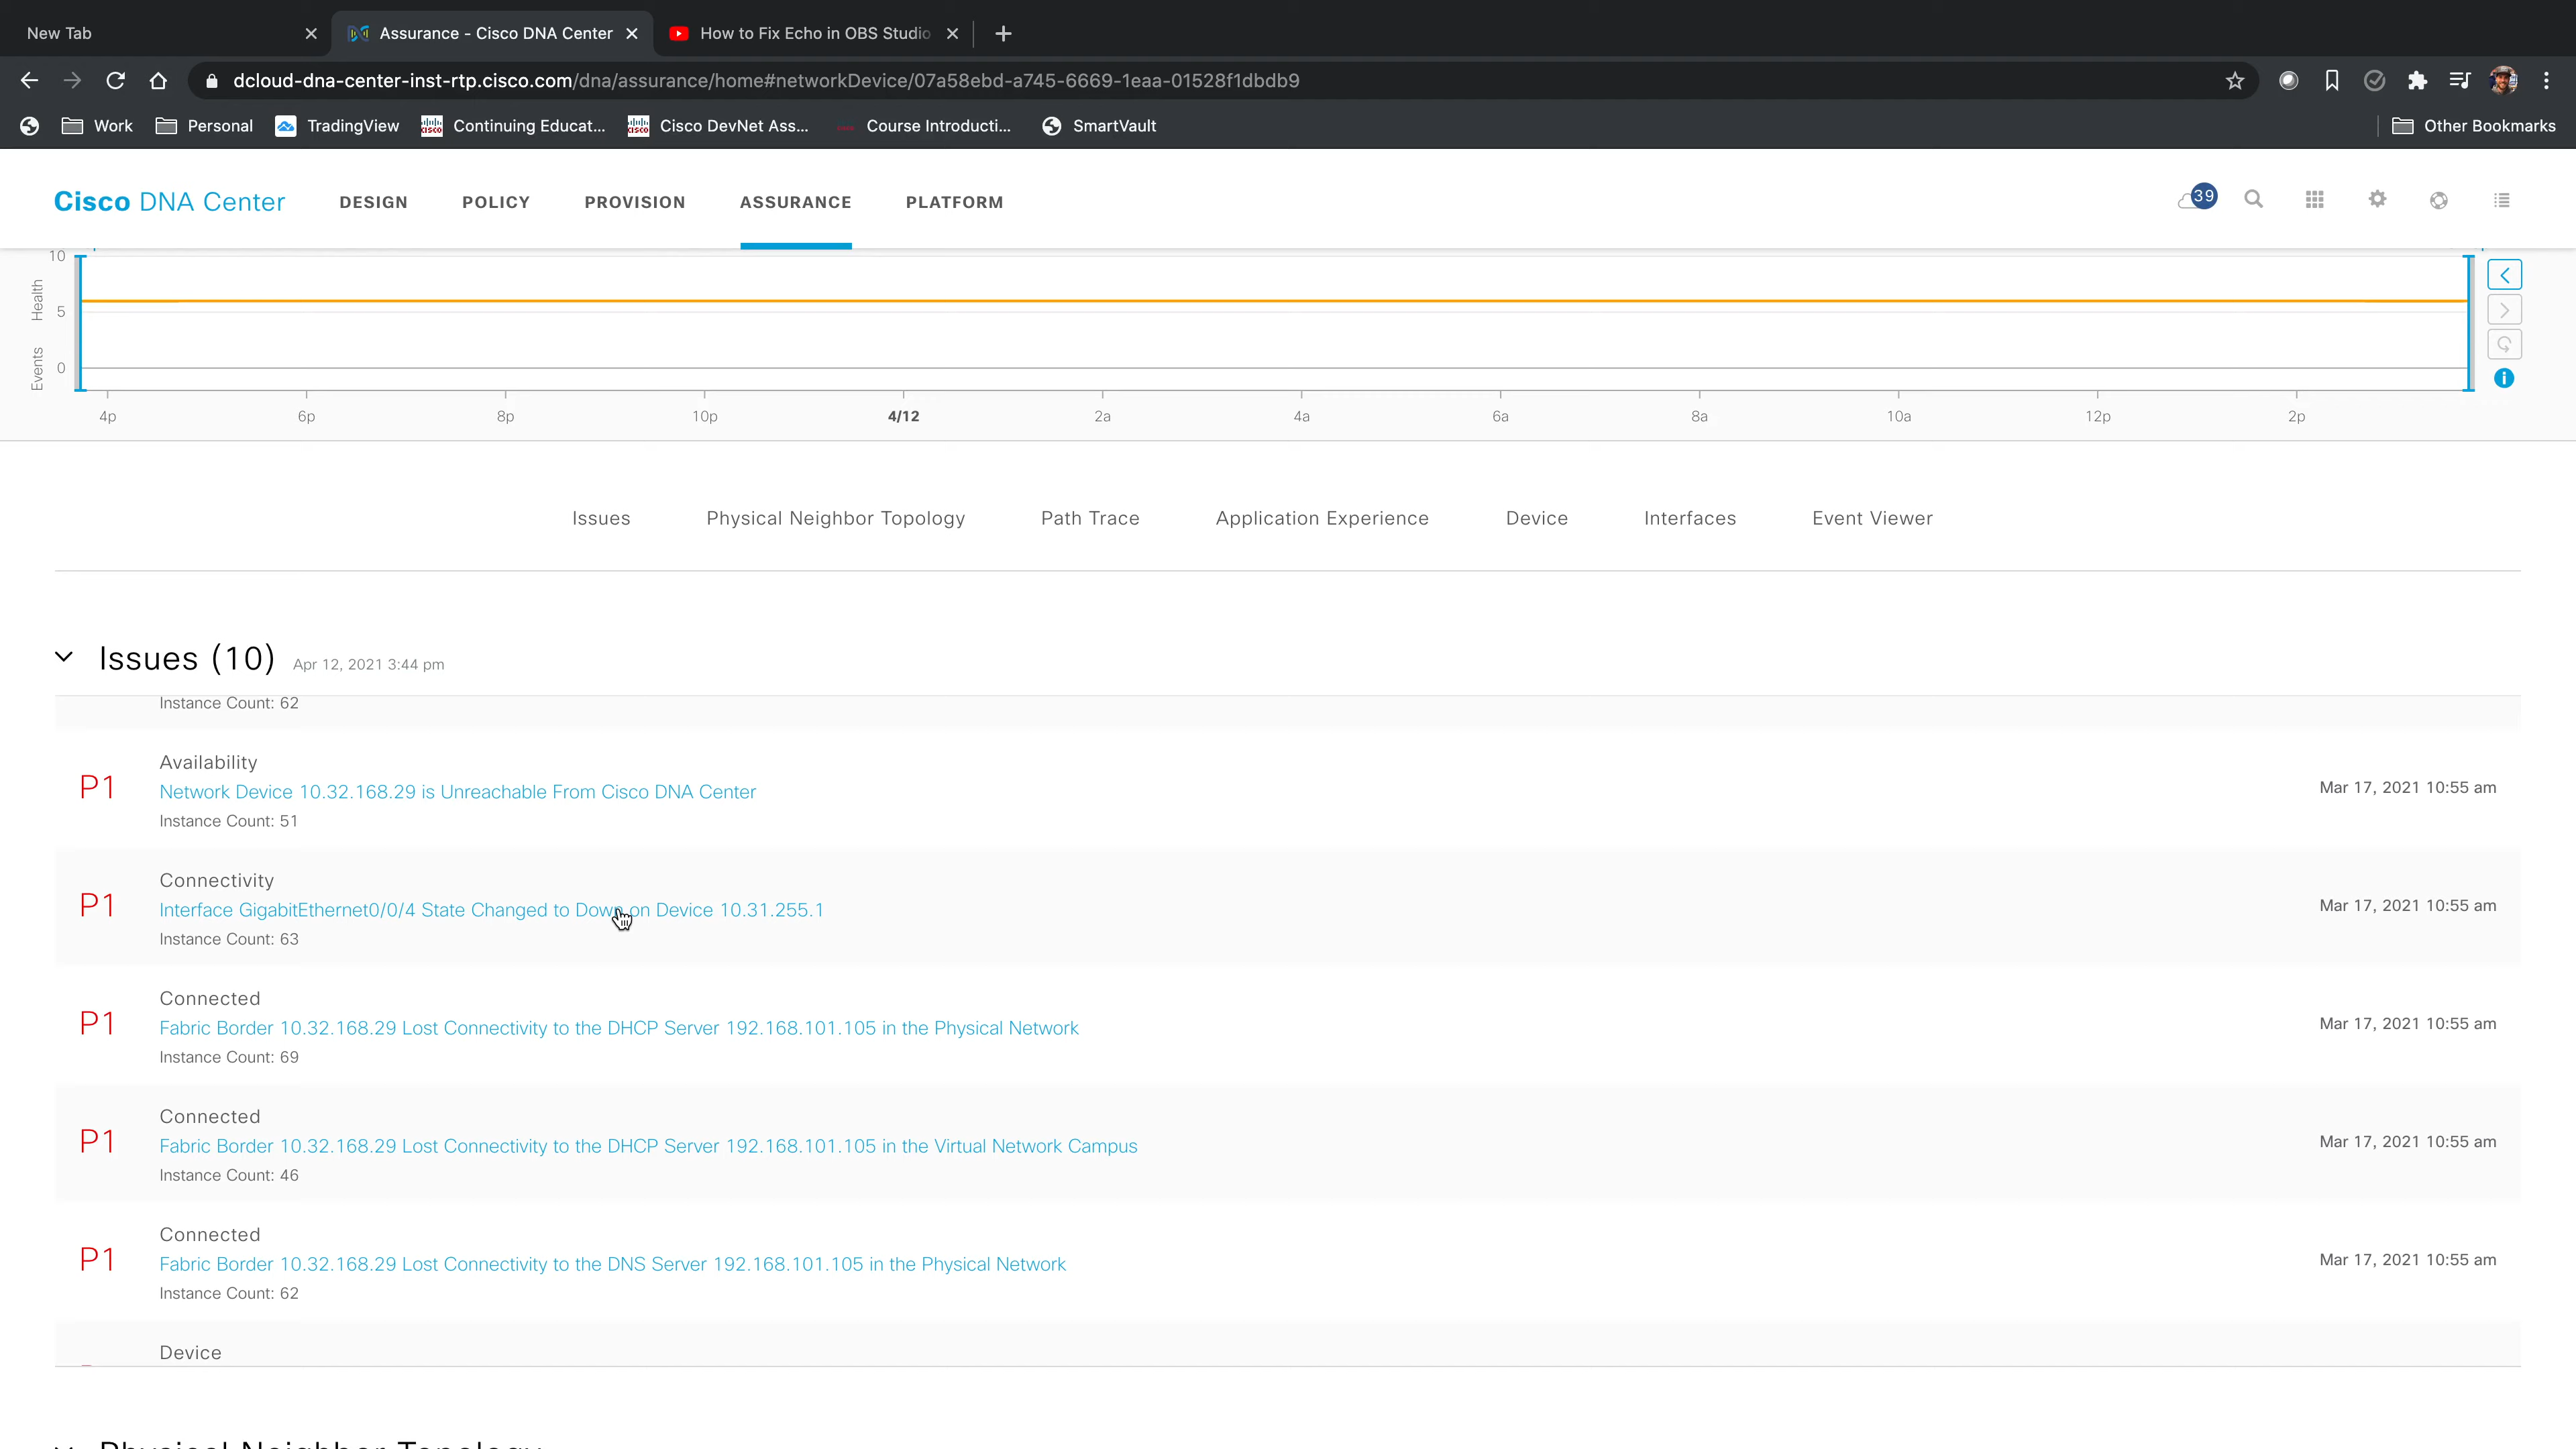 New Tab
Assurance - Cisco DNA Center
How to Fix Echo in OBS Studio
dcloud-dna-center-inst-rtp.cisco.com/dna/assurance/home#networkDevice/07a58ebd-a745-6669-1eaa-01528f1dbdb9
Work Personal TradingView Continuing Educat... Cisco DevNet Ass... Course Introducti... SmartVault Other Bookmarks
Cisco DNA Center DESIGN POLICY PROVISION ASSURANCE PLATFORM 39
10
Health
5
Events
0
4p 6p 8p 10p 4/12 2a 4a 6a 8a 10a 12p 2p
Issues Physical Neighbor Topology Path Trace Application Experience Device Interfaces Event Viewer
Issues (10) Apr 12, 2021 3:44 pm
Instance Count: 62
Availability
P1 Network Device 10.32.168.29 is Unreachable From Cisco DNA Center Mar 17, 2021 10:55 am
Instance Count: 51
Connectivity
P1 Interface GigabitEthernet0/0/4 State Changed to Down on Device 10.31.255.1 Mar 17, 2021 10:55 am
Instance Count: 63
Connected
P1 Fabric Border 10.32.168.29 Lost Connectivity to the DHCP Server 192.168.101.105 in the Physical Network Mar 17, 2021 10:55 am
Instance Count: 69
Connected
P1 Fabric Border 10.32.168.29 Lost Connectivity to the DHCP Server 192.168.101.105 in the Virtual Network Campus Mar 17, 2021 10:55 am
Instance Count: 46
Connected
P1 Fabric Border 10.32.168.29 Lost Connectivity to the DNS Server 192.168.101.105 in the Physical Network Mar 17, 2021 10:55 am
Instance Count: 62
Device
Physical Neighbor Topology